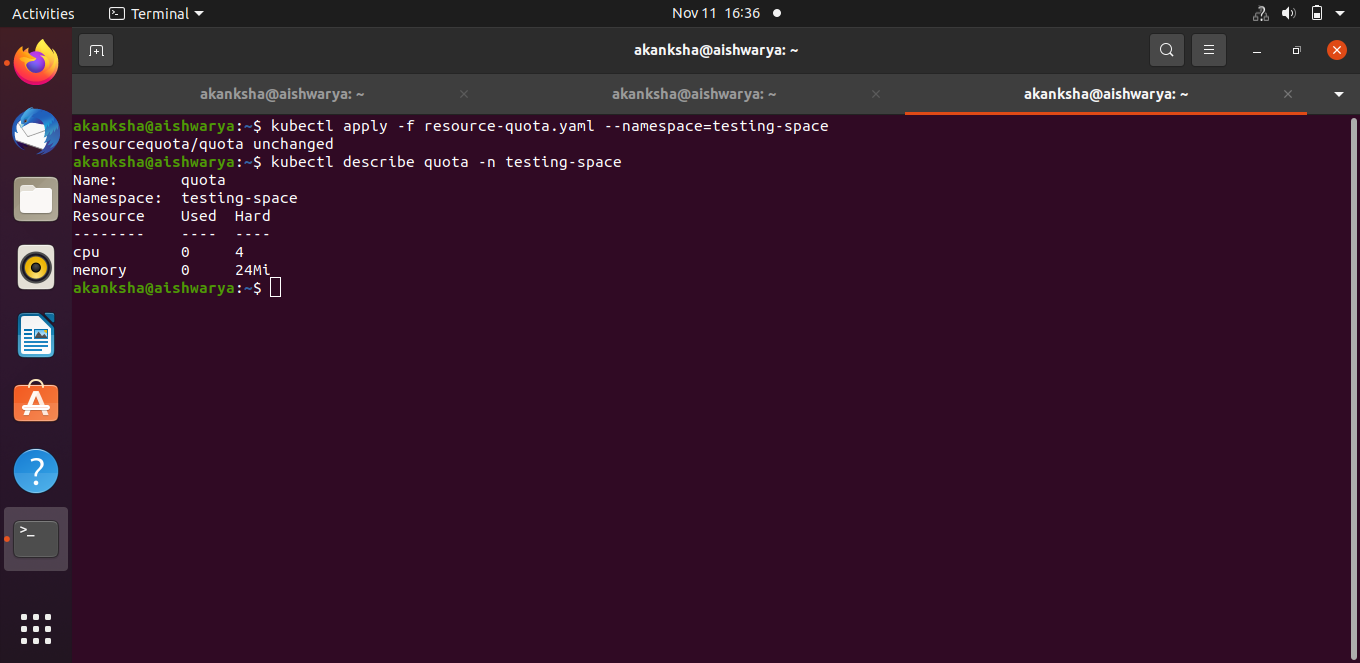 Activities Terminal Nov 11 16:36
akanksha@aishwarya: ~
akanksha@aishwarya: ~ akanksha@aishwarya: ~ akanksha@aishwarya: ~
akanksha@aishwarya:~$ kubectl apply -f resource-quota.yaml --namespace=testing-space
resourcequota/quota unchanged
akanksha@aishwarya:~$ kubectl describe quota -n testing-space
Name:       quota
Namespace:  testing-space
Resource    Used  Hard
--------    ----  ----
cpu         0     4
memory      0     24Mi
akanksha@aishwarya:~$